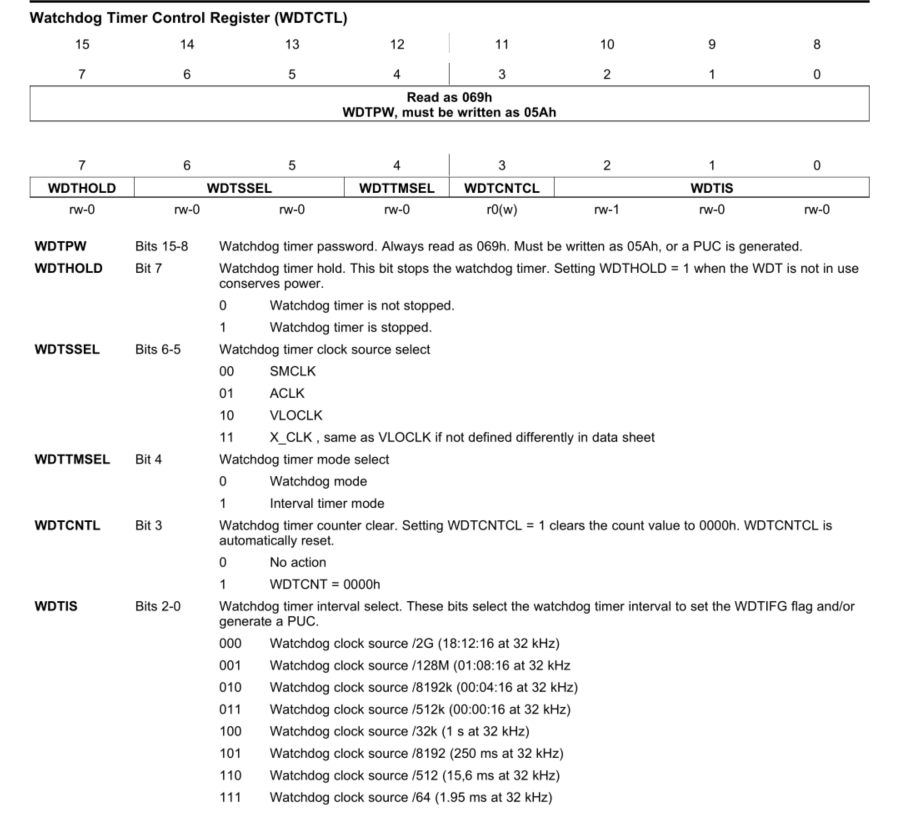 Watchdog Timer Control Register (WDTCTL)
15 14 13 12 11 10 9 8
7 6 5 4 3 2 1 0
Read as 069h
WDTPW, must be written as 05Ah
7 6 5 4 3 2 1 0
WDTHOLD WDTSSEL WDTTMSEL WDTCNTCL WDTIS
rw-0 rw-0 rw-0 rw-0 r0(w) rw-1 rw-0 rw-0
WDTPW Bits 15-8 Watchdog timer password. Always read as 069h. Must be written as 05Ah, or a PUC is generated.
WDTHOLD Bit 7 Watchdog timer hold. This bit stops the watchdog timer. Setting WDTHOLD = 1 when the WDT is not in use
conserves power.
0 Watchdog timer is not stopped.
1 Watchdog timer is stopped.
WDTSSEL Bits 6-5 Watchdog timer clock source select
00 SMCLK
01 ACLK
10 VLOCLK
11 X_CLK , same as VLOCLK if not defined differently in data sheet
WDTTMSEL Bit 4 Watchdog timer mode select
0 Watchdog mode
1 Interval timer mode
WDTCNTL Bit 3 Watchdog timer counter clear. Setting WDTCNTCL = 1 clears the count value to 0000h. WDTCNTCL is
automatically reset.
0 No action
1 WDTCNT = 0000h
WDTIS Bits 2-0 Watchdog timer interval select. These bits select the watchdog timer interval to set the WDTIFG flag and/or
generate a PUC.
000 Watchdog clock source /2G (18:12:16 at 32 kHz)
001 Watchdog clock source /128M (01:08:16 at 32 kHz
010 Watchdog clock source /8192k (00:04:16 at 32 kHz)
011 Watchdog clock source /512k (00:00:16 at 32 kHz)
100 Watchdog clock source /32k (1 s at 32 kHz)
101 Watchdog clock source /8192 (250 ms at 32 kHz)
110 Watchdog clock source /512 (15,6 ms at 32 kHz)
111 Watchdog clock source /64 (1.95 ms at 32 kHz)